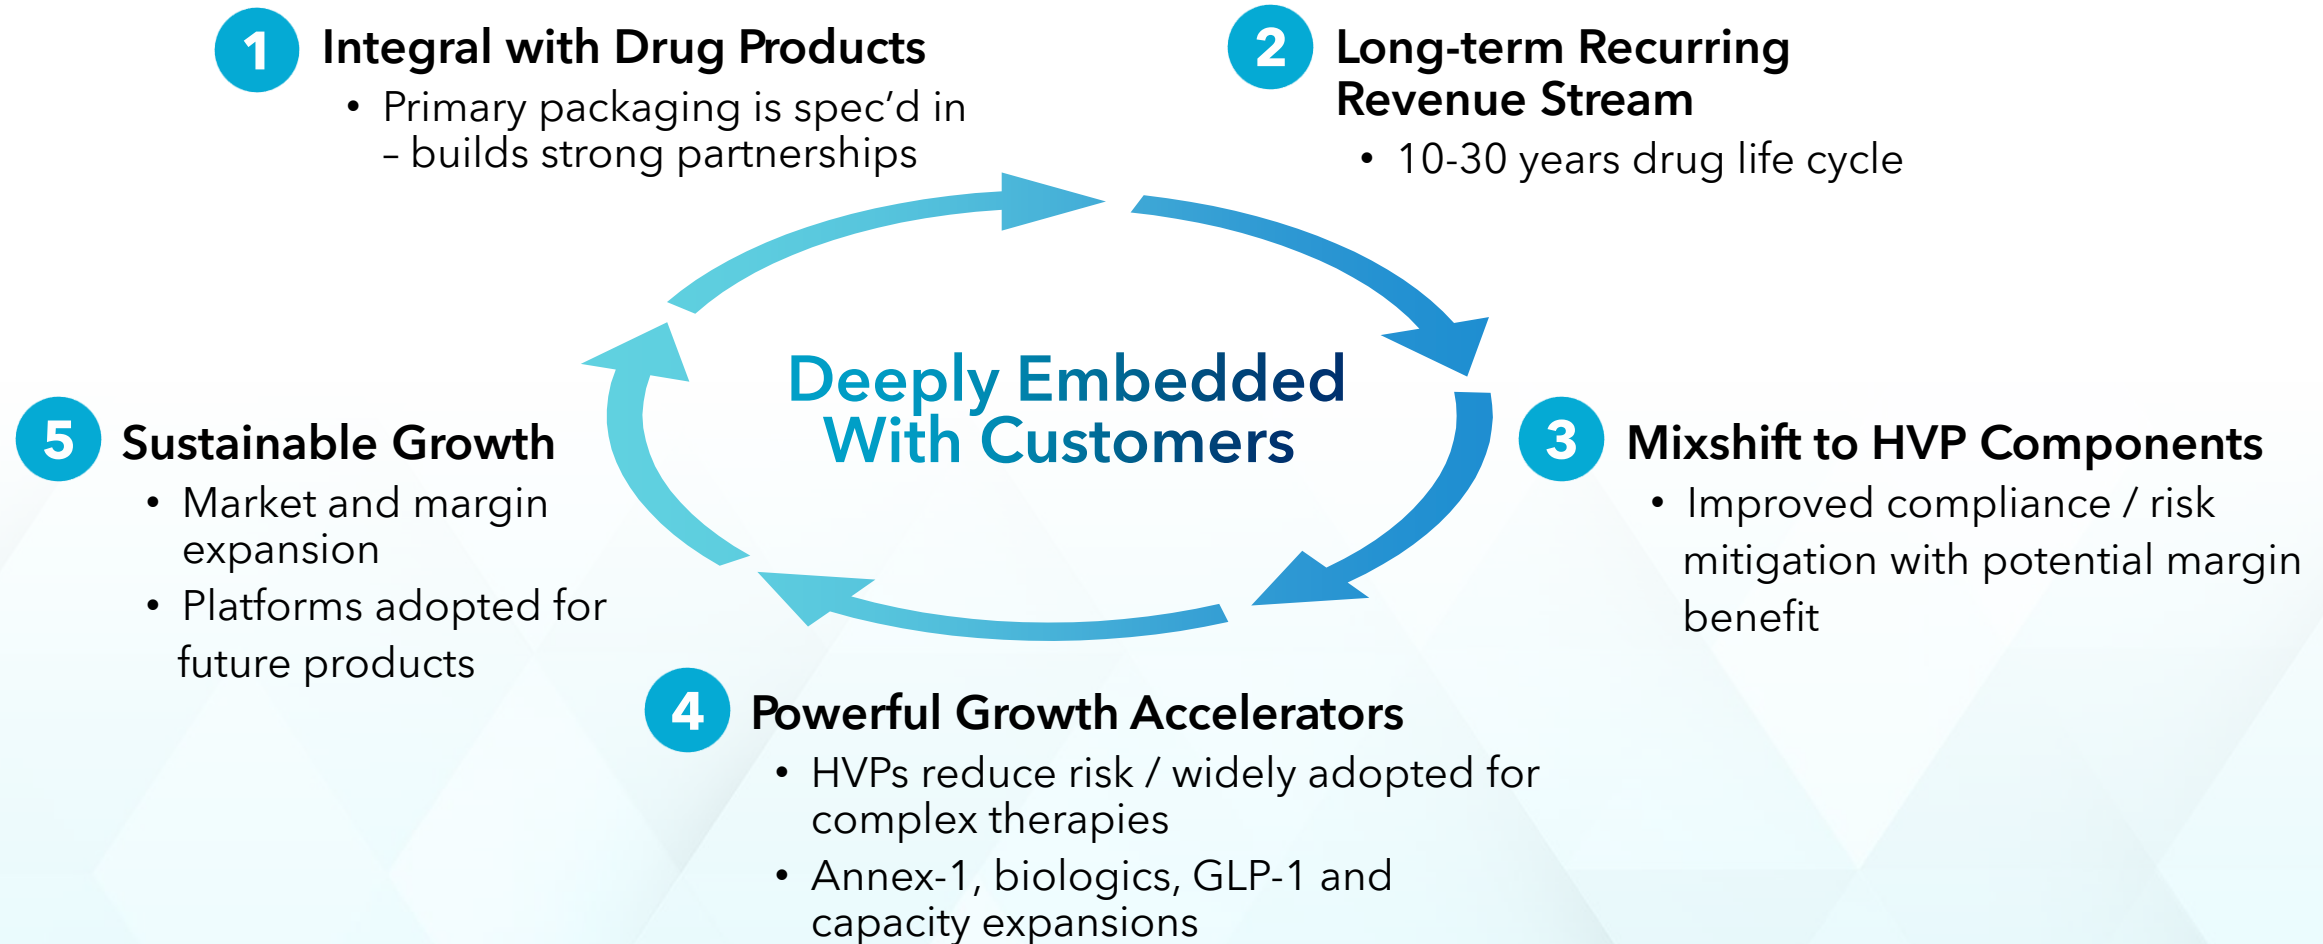 1 Integral with Drug Products
• Primary packaging is spec’d in
– builds strong partnerships
2 Long-term Recurring
Revenue Stream
• 10-30 years drug life cycle
Deeply Embedded
With Customers
3 Mixshift to HVP Components
• Improved compliance / risk
mitigation with potential margin
benefit
4 Powerful Growth Accelerators
• HVPs reduce risk / widely adopted for
complex therapies
• Annex-1, biologics, GLP-1 and
capacity expansions
5 Sustainable Growth
• Market and margin
expansion
• Platforms adopted for
future products